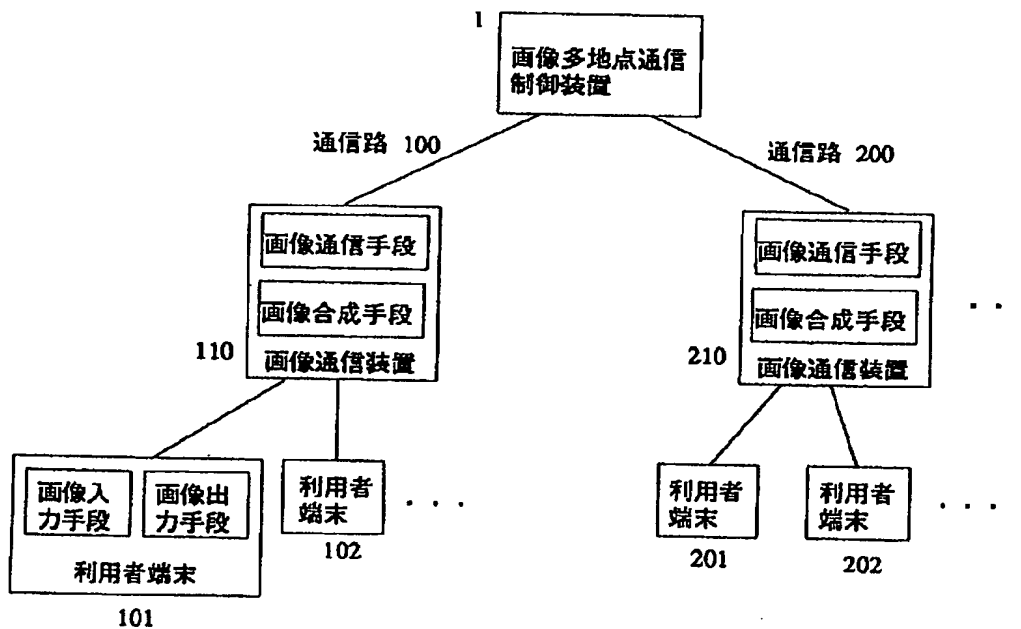 1
画像多地点通信
制御装置
通信路 100
通信路 200
画像通信手段
画像合成手段
画像通信装置
110
画像通信手段
画像合成手段
画像通信装置
210
. .
画像入
力手段
画像出
力手段
利用者端末
101
利用者
端末
102
. . .
利用者
端末
201
利用者
端末
202
. . .